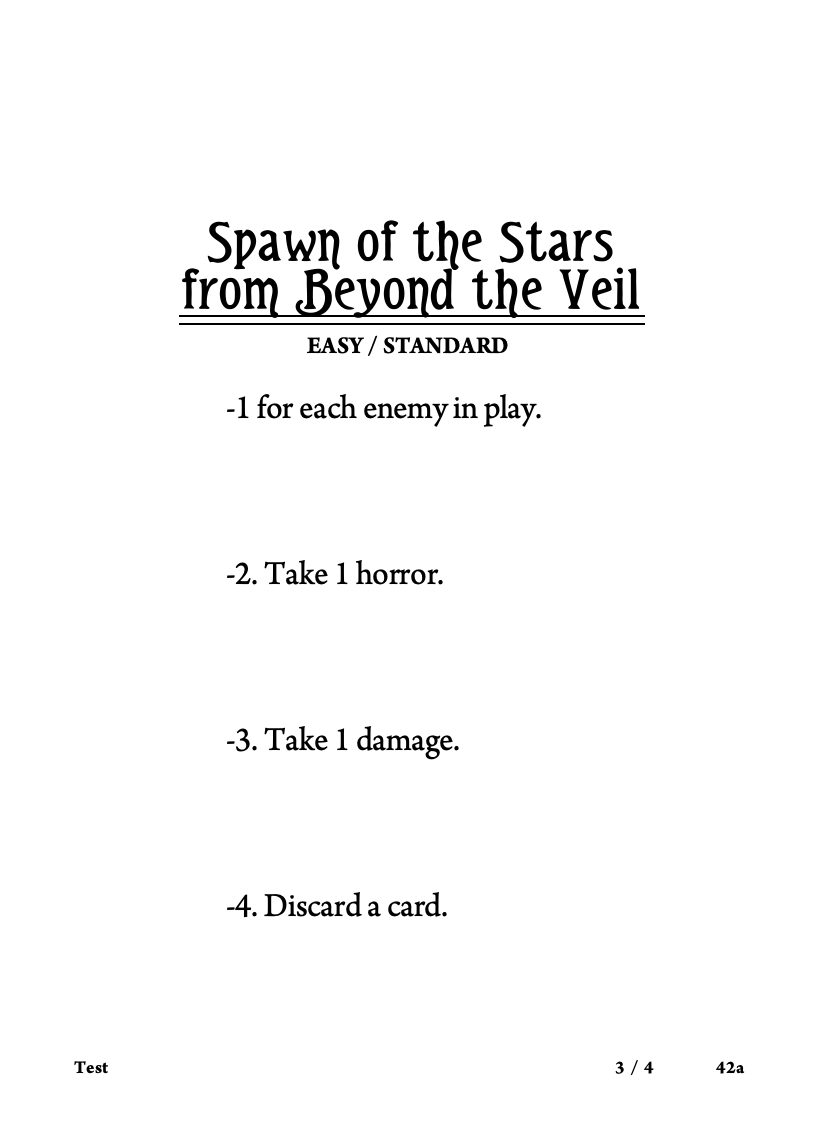 Spawn of the Stars
from Beyond the Veil
EASY / STANDARD
-1 for each enemy in play.
-2. Take 1 horror.
-3. Take 1 damage.
-4. Discard a card.
Test 3 / 4 42a